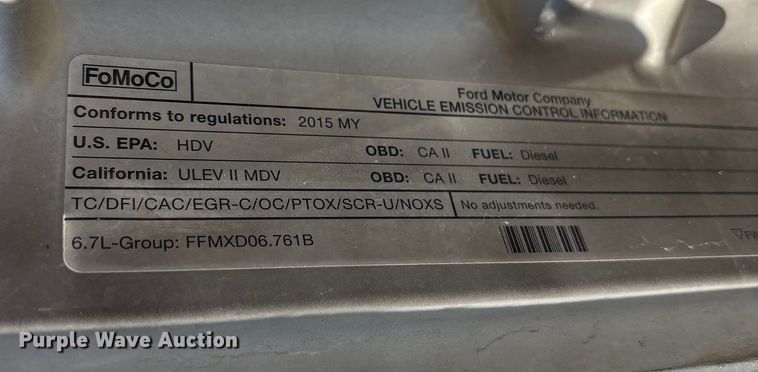 FoMoCo
Ford Motor Company
VEHICLE EMISSION CONTROL INFORMATION
Conforms to regulations: 2015 MY
U.S. EPA: HDV OBD: CA II FUEL: Diesel
California: ULEV II MDV OBD: CA II FUEL: Diesel
TC/DFI/CAC/EGR-C/OC/PTOX/SCR-U/NOXS No adjustments needed.
6.7L-Group: FFMXD06.761B
Purple Wave Auction